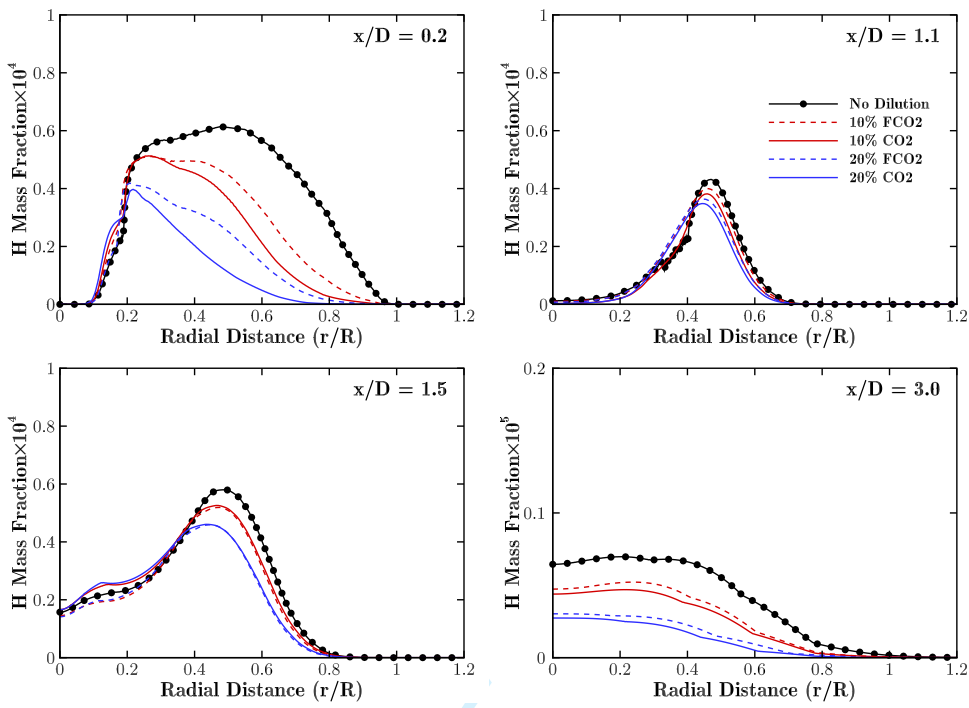 x/D = 0.2
H Mass Fraction×10⁴
1
0.8
0.6
0.4
0.2
0
0 0.2 0.4 0.6 0.8 1 1.2
Radial Distance (r/R)
x/D = 1.1
H Mass Fraction×10⁴
1
0.8
0.6
0.4
0.2
0
No Dilution
10% FCO2
10% CO2
20% FCO2
20% CO2
0 0.2 0.4 0.6 0.8 1 1.2
Radial Distance (r/R)
x/D = 1.5
H Mass Fraction×10⁴
1
0.8
0.6
0.4
0.2
0
0 0.2 0.4 0.6 0.8 1 1.2
Radial Distance (r/R)
x/D = 3.0
H Mass Fraction×10⁵
0.2
0.1
0
0 0.2 0.4 0.6 0.8 1 1.2
Radial Distance (r/R)